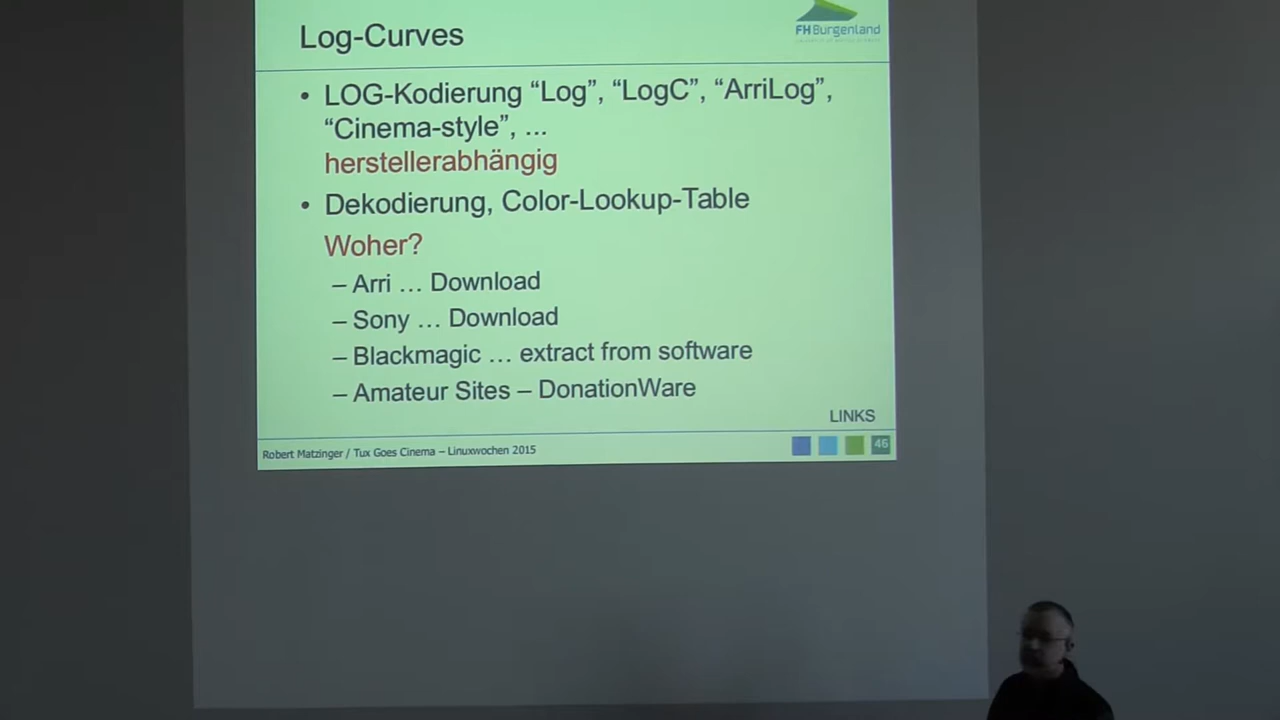 Log-Curves
FH Burgenland
• LOG-Kodierung “Log”, “LogC”, “ArriLog”,
“Cinema-style”, ...
herstellerabhängig
• Dekodierung, Color-Lookup-Table
Woher?
– Arri … Download
– Sony … Download
– Blackmagic … extract from software
– Amateur Sites – DonationWare
LINKS
Robert Matzinger / Tux Goes Cinema – Linuxwochen 2015
46